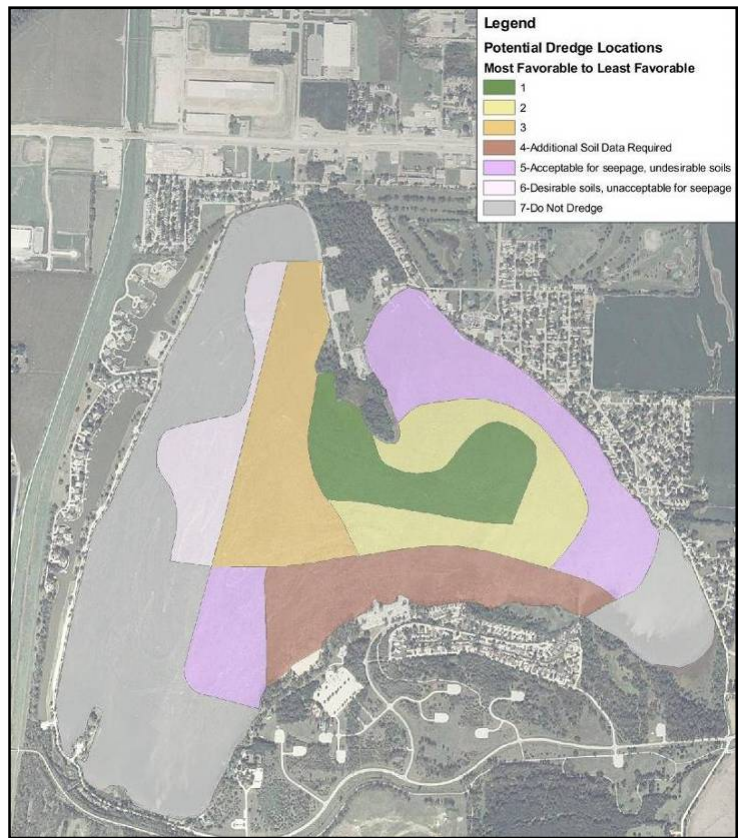 Legend
Potential Dredge Locations
Most Favorable to Least Favorable
1
2
3
4-Additional Soil Data Required
5-Acceptable for seepage, undesirable soils
6-Desirable soils, unacceptable for seepage
7-Do Not Dredge